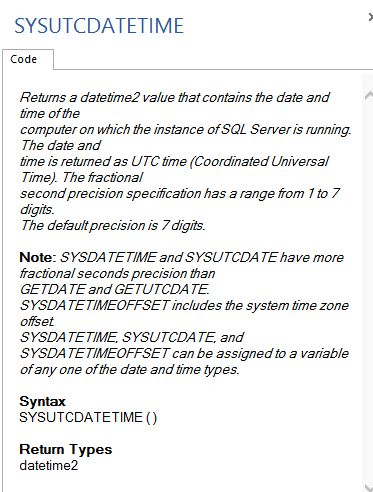 SYSUTCDATETIME
Code
Returns a datetime2 value that contains the date and
time of the
computer on which the instance of SQL Server is running.
The date and
time is returned as UTC time (Coordinated Universal
Time). The fractional
second precision specification has a range from 1 to 7
digits.
The default precision is 7 digits.
Note: SYSDATETIME and SYSUTCDATE have more
fractional seconds precision than
GETDATE and GETUTCDATE.
SYSDATETIMEOFFSET includes the system time zone
offset.
SYSDATETIME, SYSUTCDATE, and
SYSDATETIMEOFFSET can be assigned to a variable
of any one of the date and time types.
Syntax
SYSUTCDATETIME ( )
Return Types
datetime2